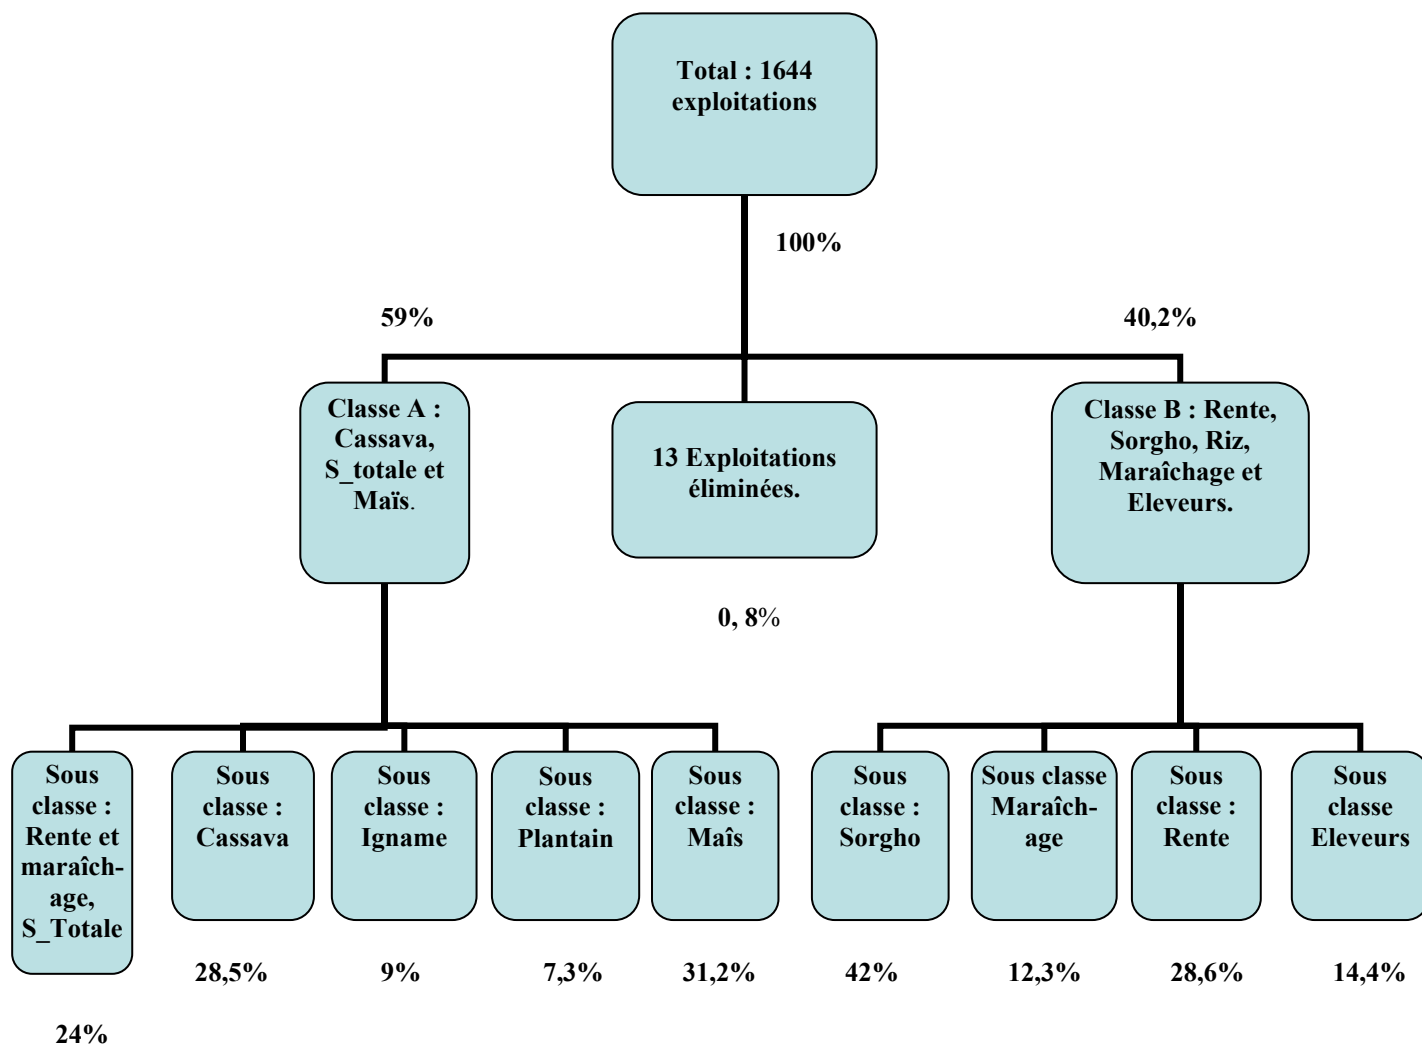 Total : 1644
exploitations
100%
59%
40,2%
Classe A :
Cassava,
S_totale et
Maïs.
13 Exploitations
éliminées.
Classe B : Rente,
Sorgho, Riz,
Maraîchage et
Eleveurs.
0, 8%
Sous
classe :
Rente et
maraîch-
age,
S_Totale
Sous
classe :
Cassava
Sous
classe :
Igname
Sous
classe :
Plantain
Sous
classe :
Maîs
Sous
classe :
Sorgho
Sous classe
Maraîch-
age
Sous
classe :
Rente
Sous
classe
Eleveurs
28,5%
9%
7,3%
31,2%
42%
12,3%
28,6%
14,4%
24%